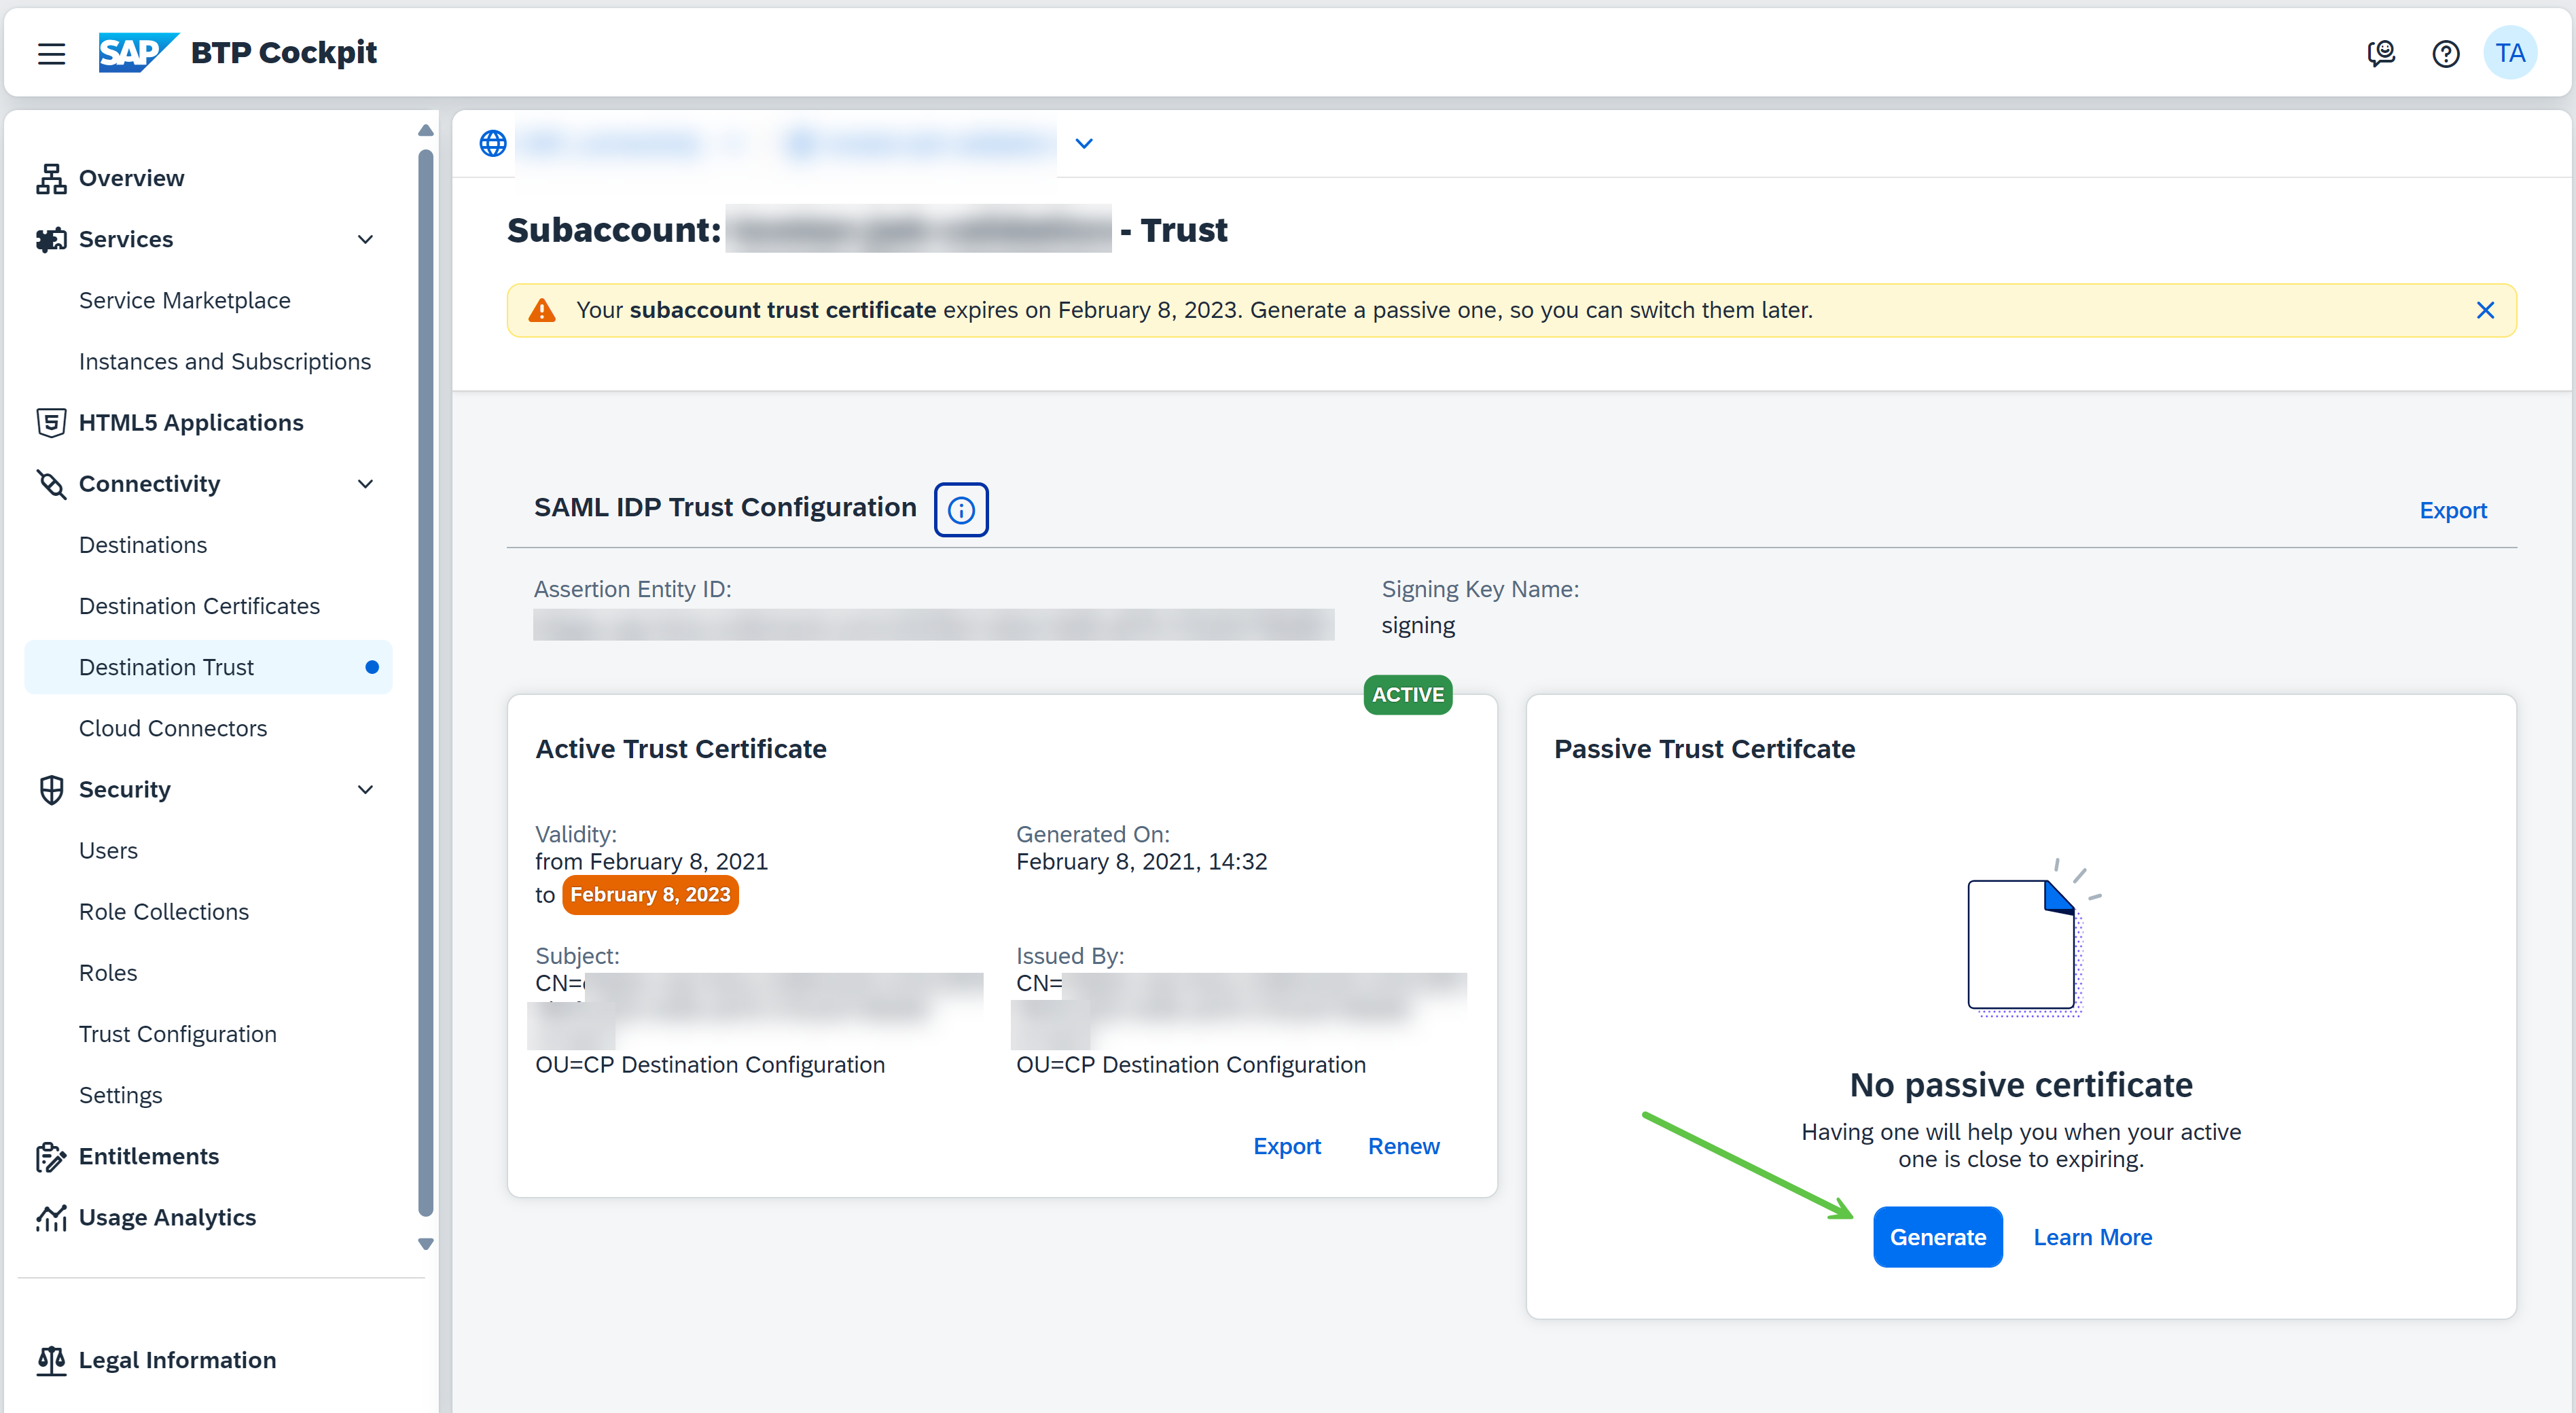 SAP BTP Cockpit
TA
Overview
Services
Service Marketplace
Instances and Subscriptions
HTML5 Applications
Connectivity
Destinations
Destination Certificates
Destination Trust
Cloud Connectors
Security
Users
Role Collections
Roles
Trust Configuration
Settings
Entitlements
Usage Analytics
Legal Information
Subaccount: - Trust
Your subaccount trust certificate expires on February 8, 2023. Generate a passive one, so you can switch them later.
SAML IDP Trust Configuration
Export
Assertion Entity ID:
Signing Key Name:
signing
ACTIVE
Active Trust Certificate
Validity:
from February 8, 2021
to February 8, 2023
Generated On:
February 8, 2021, 14:32
Subject:
CN=
OU=CP Destination Configuration
Issued By:
CN=
OU=CP Destination Configuration
Export Renew
Passive Trust Certifcate
No passive certificate
Having one will help you when your active
one is close to expiring.
Generate Learn More